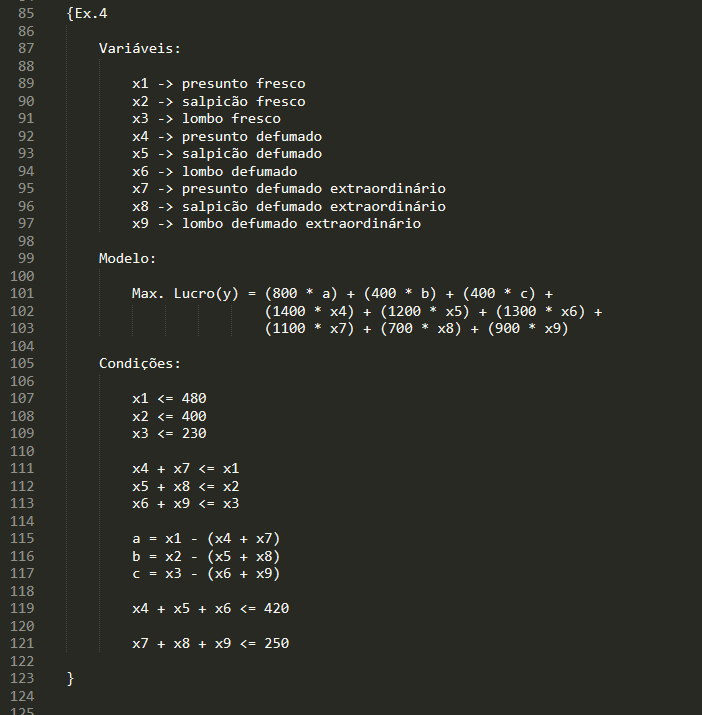 85 {Ex.4
86
87 Variáveis:
88
89 x1 -> presunto fresco
90 x2 -> salpicão fresco
91 x3 -> lombo fresco
92 x4 -> presunto defumado
93 x5 -> salpicão defumado
94 x6 -> lombo defumado
95 x7 -> presunto defumado extraordinário
96 x8 -> salpicão defumado extraordinário
97 x9 -> lombo defumado extraordinário
98
99 Modelo:
100
101 Max. Lucro(y) = (800 * a) + (400 * b) + (400 * c) +
102 (1400 * x4) + (1200 * x5) + (1300 * x6) +
103 (1100 * x7) + (700 * x8) + (900 * x9)
104
105 Condições:
106
107 x1 <= 480
108 x2 <= 400
109 x3 <= 230
110
111 x4 + x7 <= x1
112 x5 + x8 <= x2
113 x6 + x9 <= x3
114
115 a = x1 - (x4 + x7)
116 b = x2 - (x5 + x8)
117 c = x3 - (x6 + x9)
118
119 x4 + x5 + x6 <= 420
120
121 x7 + x8 + x9 <= 250
122
123 }
124
125